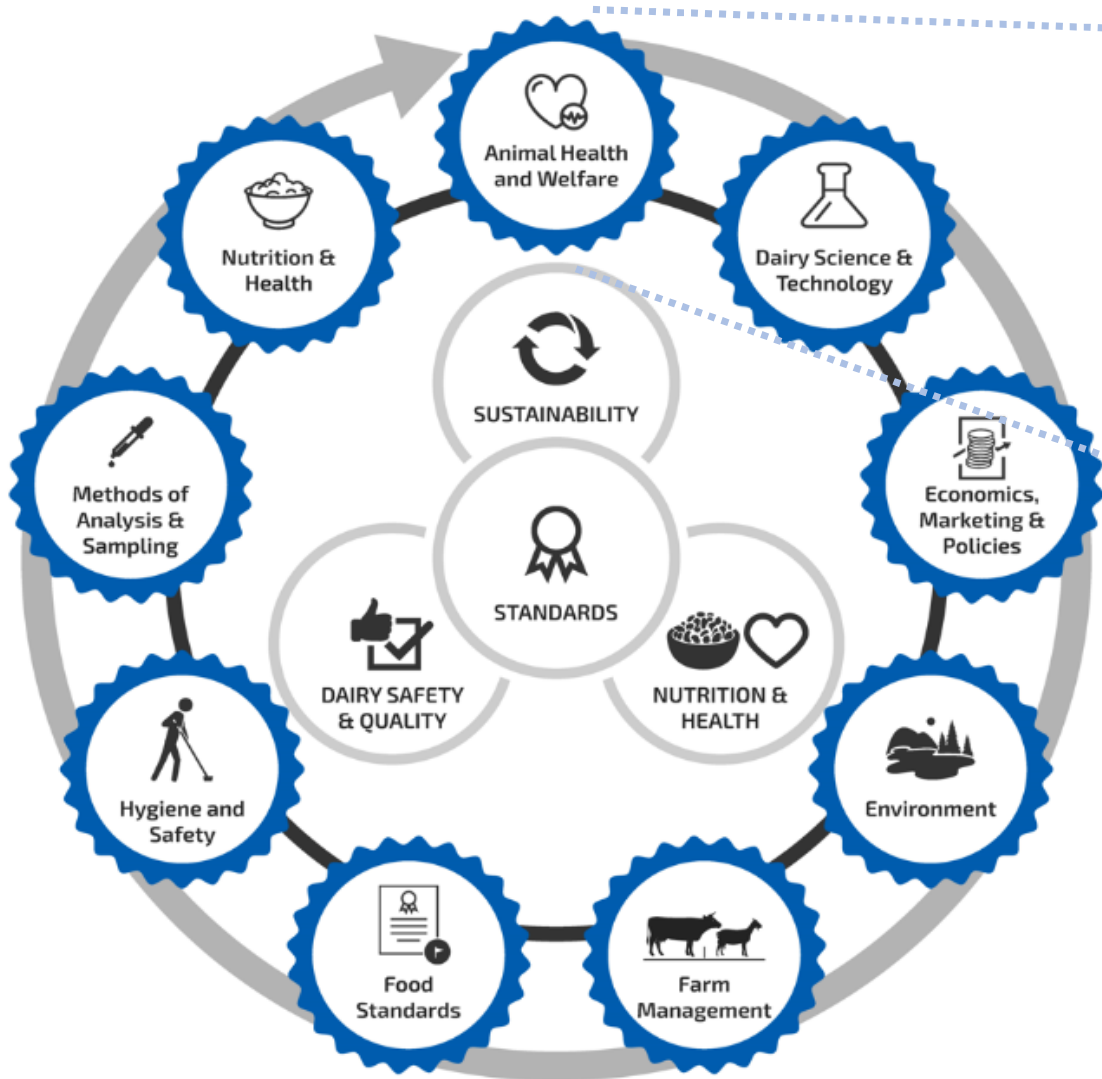 Animal Health
and Welfare
Dairy Science &
Technology
Economics,
Marketing &
Policies
Environment
Farm
Management
Food
Standards
Hygiene and
Safety
Methods of
Analysis &
Sampling
Nutrition &
Health
SUSTAINABILITY
STANDARDS
DAIRY SAFETY
& QUALITY
NUTRITION &
HEALTH